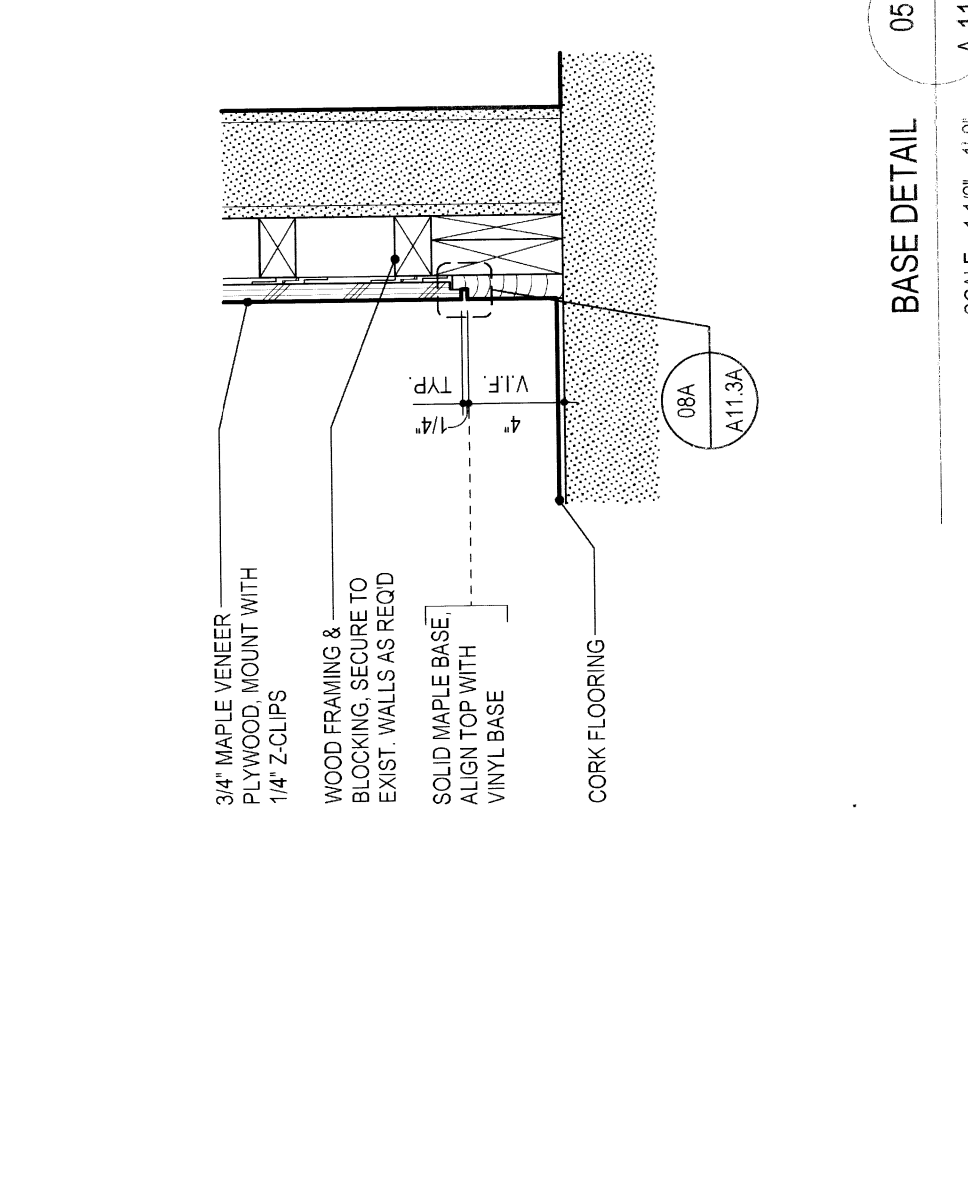 3/4" MAPLE VENEER
PLYWOOD, MOUNT WITH
1/4" Z-CLIPS
WOOD FRAMING &
BLOCKING, SECURE TO
EXIST. WALLS AS REQ'D
SOLID MAPLE BASE,
ALIGN TOP WITH
VINYL BASE
CORK FLOORING
1/4"
TYP.
4"
V.I.F.
08A
A11.3A
BASE DETAIL
05